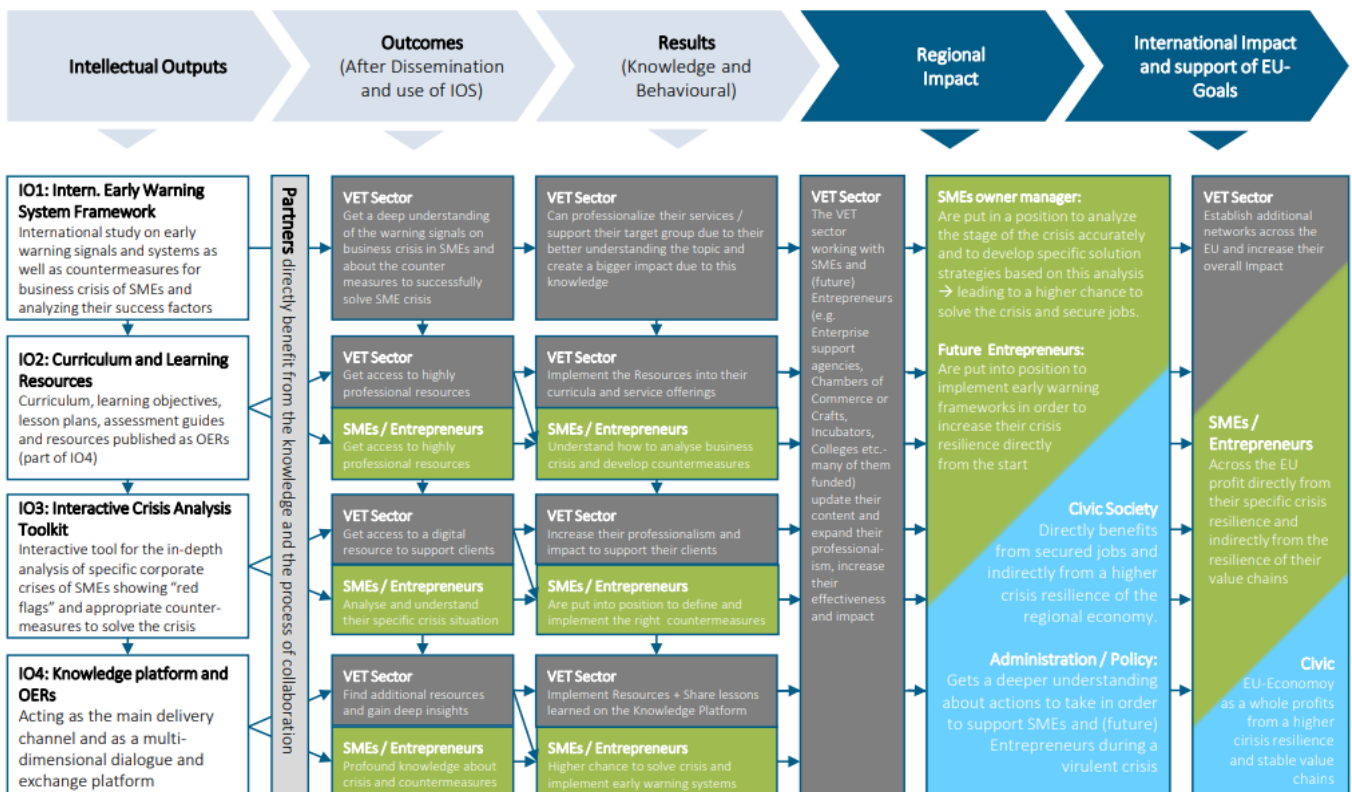 Intellectual Outputs
Outcomes
(After Dissemination
and use of IOS)
Results
(Knowledge and
Behavioural)
Regional
Impact
International Impact
and support of EU-
Goals
IO1: Intern. Early Warning
System Framework
International study on early
warning signals and systems as
well as countermeasures for
business crisis of SMEs and
analyzing their success factors
IO2: Curriculum and Learning
Resources
Curriculum, learning objectives,
lesson plans, assessment guides
and resources published as OERs
(part of IO4)
IO3: Interactive Crisis Analysis
Toolkit
Interactive tool for the in-depth
analysis of specific corporate
crises of SMEs showing “red
flags” and appropriate counter-
measures to solve the crisis
IO4: Knowledge platform and
OERs
Acting as the main delivery
channel and as a multi-
dimensional dialogue and
exchange platform
Partners directly benefit from the knowledge and the process of collaboration
VET Sector
Get a deep understanding
of the warning signals on
business crisis in SMEs and
about the counter
measures to successfully
solve SME crisis
VET Sector
Get access to highly
professional resources
SMEs / Entrepreneurs
Get access to highly
professional resources
VET Sector
Get access to a digital
resource to support clients
SMEs / Entrepreneurs
Analyse and understand
their specific crisis situation
VET Sector
Find additional resources
and gain deep insights
SMEs / Entrepreneurs
Profound knowledge about
crisis and countermeasures
VET Sector
Can professionalize their services /
support their target group due to their
better understanding the topic and
create a bigger impact due to this
knowledge
VET Sector
Implement the Resources into their
curricula and service offerings
SMEs / Entrepreneurs
Understand how to analyse business
crisis and develop countermeasures
VET Sector
Increase their professionalism and
impact to support their clients
SMEs / Entrepreneurs
Are put into position to define and
implement the right countermeasures
VET Sector
Implement Resources + Share lessons
learned on the Knowledge Platform
SMEs / Entrepreneurs
Higher chance to solve crisis and
implement early warning systems
VET Sector
The VET
sector
working with
SMEs and
(future)
Entrepreneurs
(e.g.
Enterprise
support
agencies,
Chambers of
Commerce or
Crafts,
Incubators,
Colleges etc.-
many of them
funded)
update their
content and
expand their
professional-
ism, increase
their
effectiveness
and impact
SMEs owner manager:
Are put in a position to analyze
the stage of the crisis accurately
and to develop specific solution
strategies based on this analysis
→ leading to a higher chance to
solve the crisis and secure jobs.
Future Entrepreneurs:
Are put into position to
implement early warning
frameworks in order to
increase their crisis
resilience directly
from the start
Civic Society
Directly benefits
from secured jobs and
indirectly from a higher
crisis resilience of the
regional economy.
Administration / Policy:
Gets a deeper understanding
about actions to take in order
to support SMEs and (future)
Entrepreneurs during a
virulent crisis
VET Sector
Establish additional
networks across the
EU and increase their
overall Impact
SMEs /
Entrepreneurs
Across the EU
profit directly from
their specific crisis
resilience and
indirectly from the
resilience of their
value chains
Civic
EU-Economoy
as a whole profits
from a higher
cirisis resilience
and stable value
chains